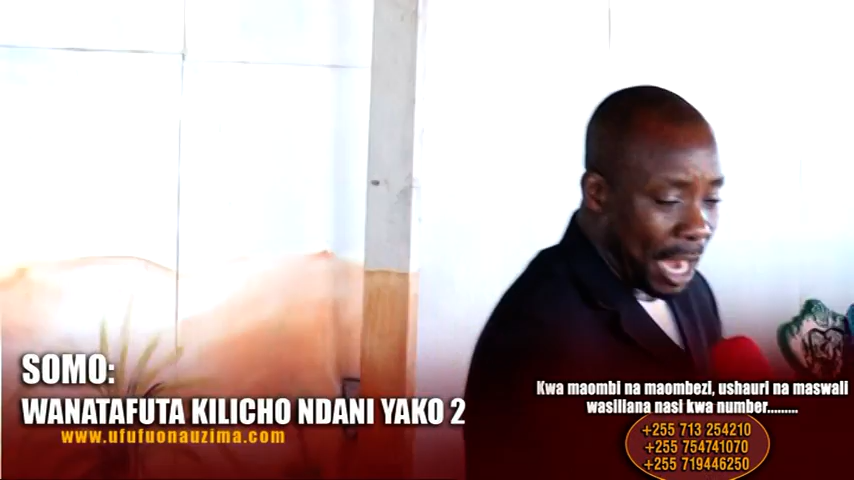 SOMO:
WANATAFUTA KILICHO NDANI YAKO 2
www.ufufuonauzima.com
Kwa maombi na maombezi, ushauri na maswali
wasiliana nasi kwa number.........
+255 713 254210
+255 754741070
+255 719446250